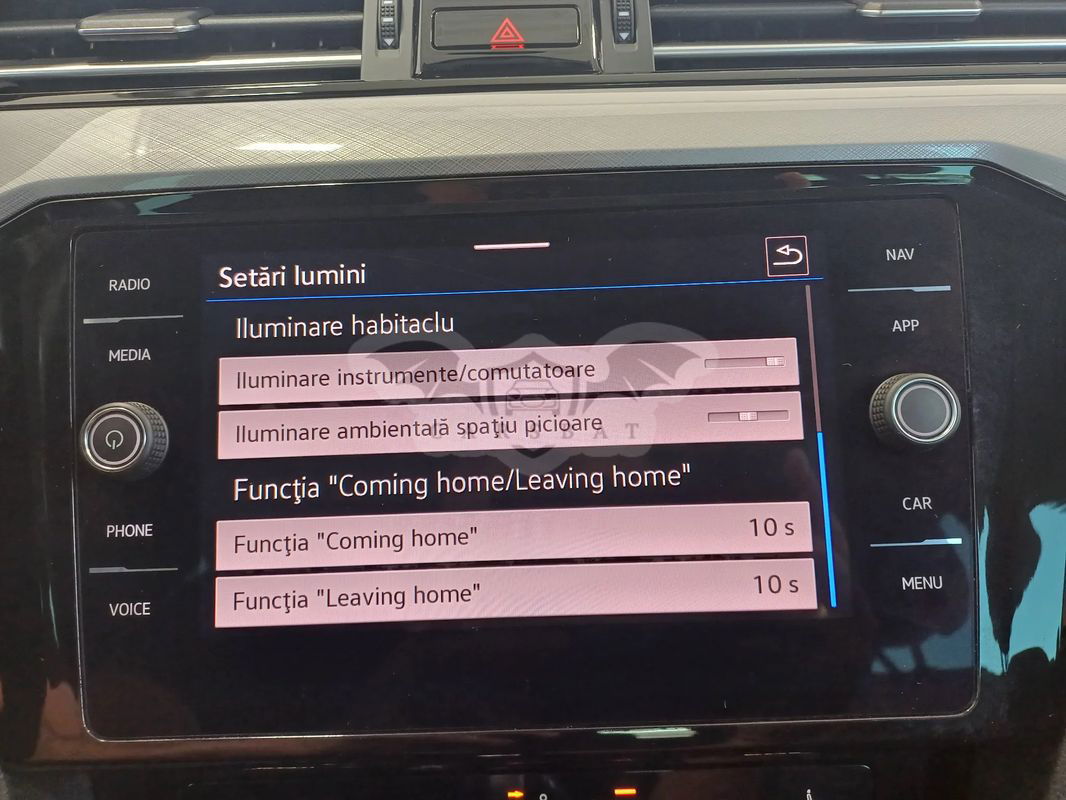 Setări lumini
RADIO
NAV
MEDIA
APP
Iluminare habitaclu
Iluminare instrumente/comutatoare
Iluminare ambientală spaţiu picioare
CARSBAT
Funcţia "Coming home/Leaving home"
PHONE
CAR
Funcţia "Coming home" 10 s
VOICE
MENU
Funcţia "Leaving home" 10 s